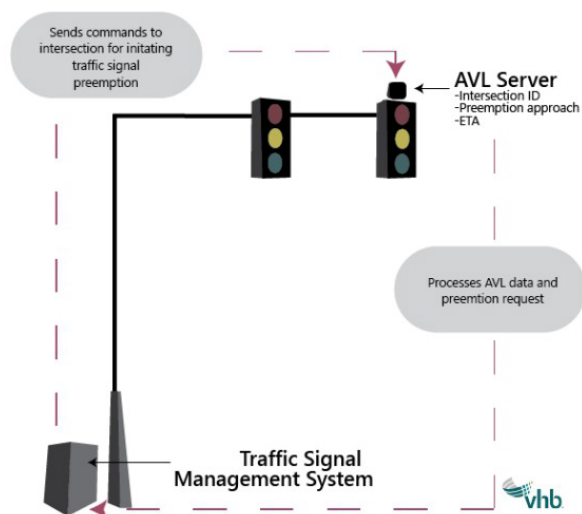 Sends commands to
intersection for initating
traffic signal
preemption
AVL Server
-Intersection ID
-Preemption approach
-ETA
Processes AVL data and
preemtion request
Traffic Signal
Management System
vhb